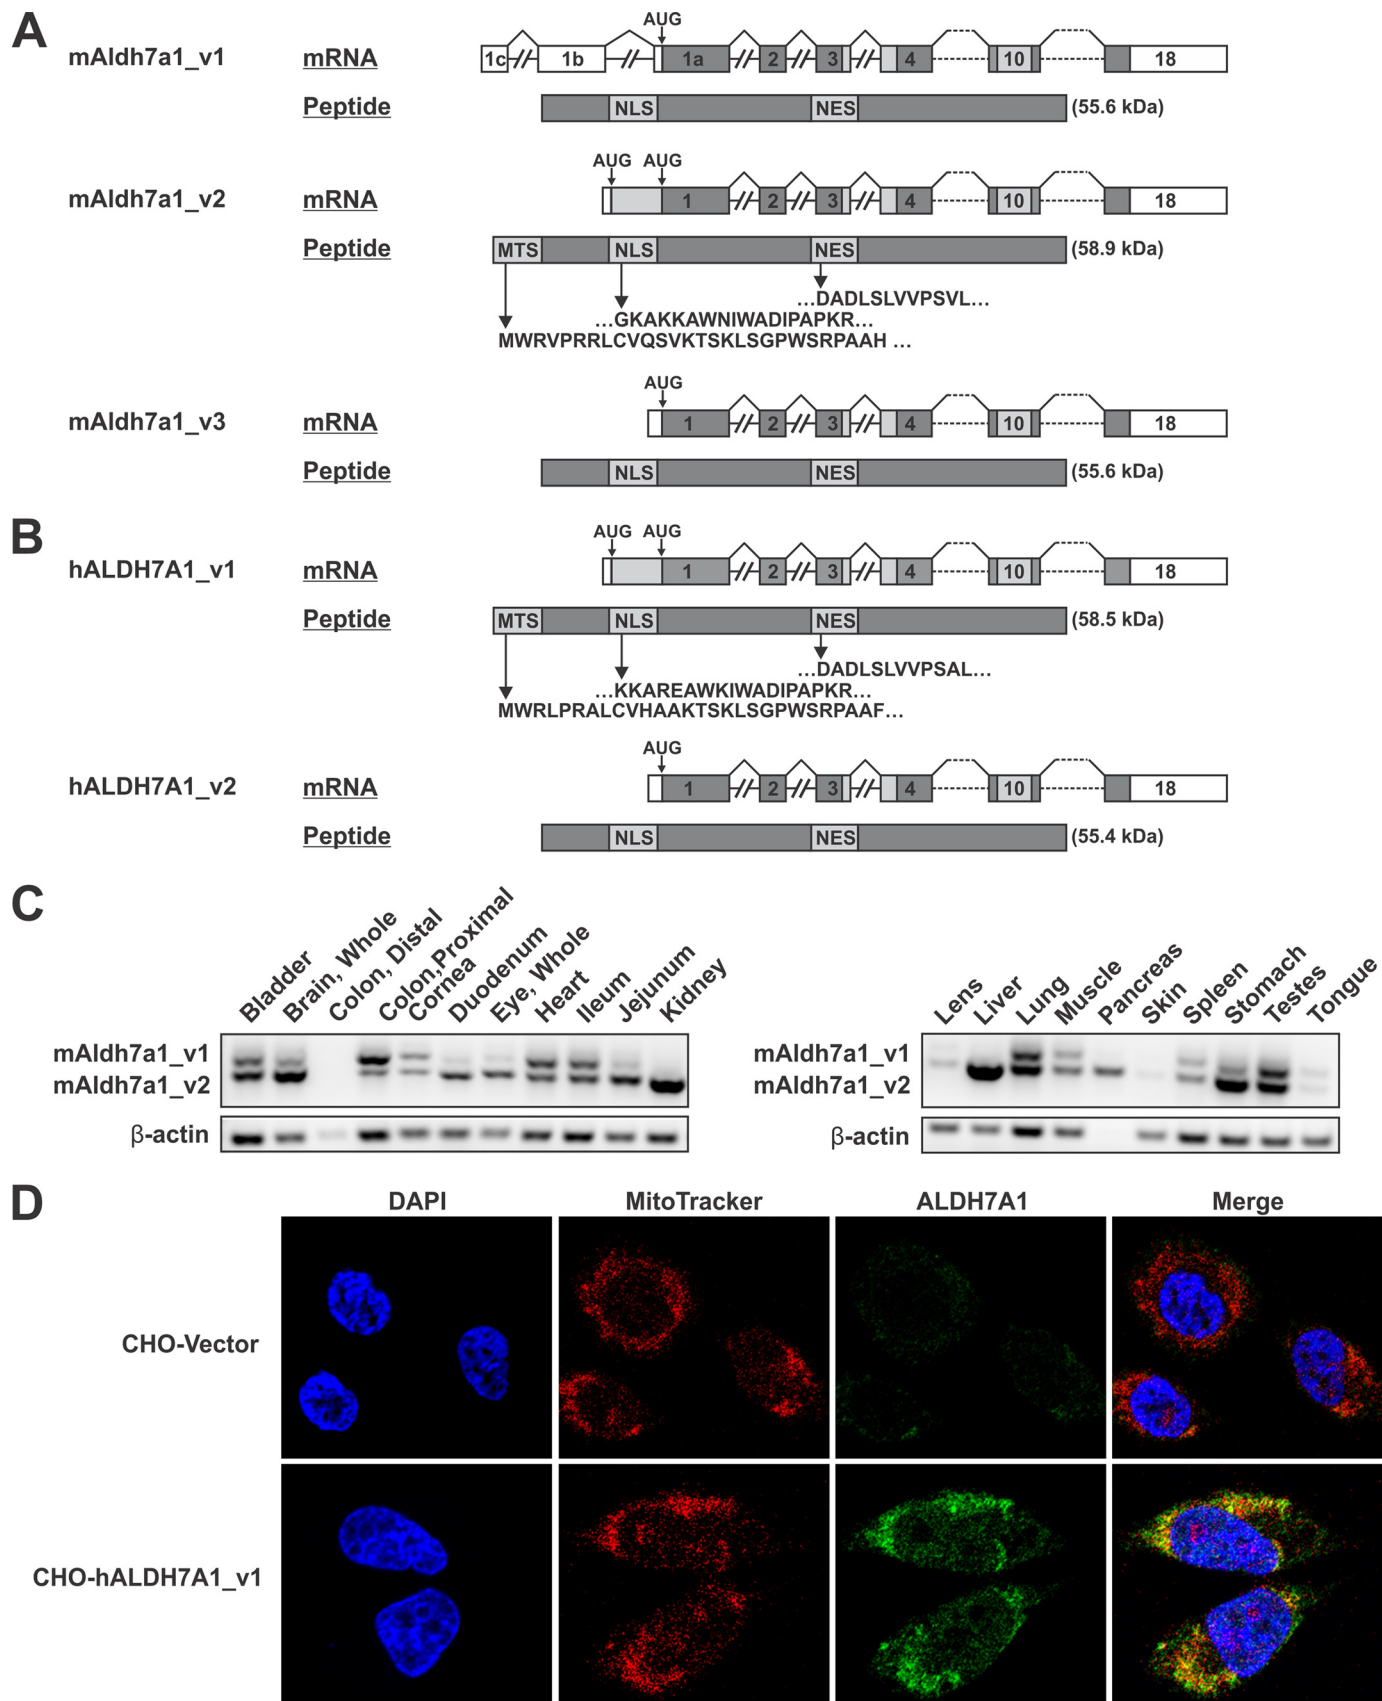 A
AUG
mAldh7a1_v1 mRNA 1c 1b 1a 2 3 4 10 18
Peptide NLS NES (55.6 kDa)
AUG AUG
mAldh7a1_v2 mRNA 1 2 3 4 10 18
Peptide MTS NLS NES (58.9 kDa)
...DADLSLVVPSVL...
...GKAKKAWNIWADIPAPKR...
MWRVPRRLCVQSVKTSKLSGPWSRPAAH ...
AUG
mAldh7a1_v3 mRNA 1 2 3 4 10 18
Peptide NLS NES (55.6 kDa)
B
AUG AUG
hALDH7A1_v1 mRNA 1 2 3 4 10 18
Peptide MTS NLS NES (58.5 kDa)
...DADLSLVVPSAL...
...KKAREAWKIWADIPAPKR...
MWRLPRALCVHAAKTSKLSGPWSRPAAF...
AUG
hALDH7A1_v2 mRNA 1 2 3 4 10 18
Peptide NLS NES (55.4 kDa)
C
Bladder Brain, Whole Colon, Distal Colon,Proximal Cornea Duodenum Eye, Whole Heart Ileum Jejunum Kidney
Lens Liver Lung Muscle Pancreas Skin Spleen Stomach Testes Tongue
mAldh7a1_v1 mAldh7a1_v1
mAldh7a1_v2 mAldh7a1_v2
β-actin β-actin
D
DAPI MitoTracker ALDH7A1 Merge
CHO-Vector
CHO-hALDH7A1_v1